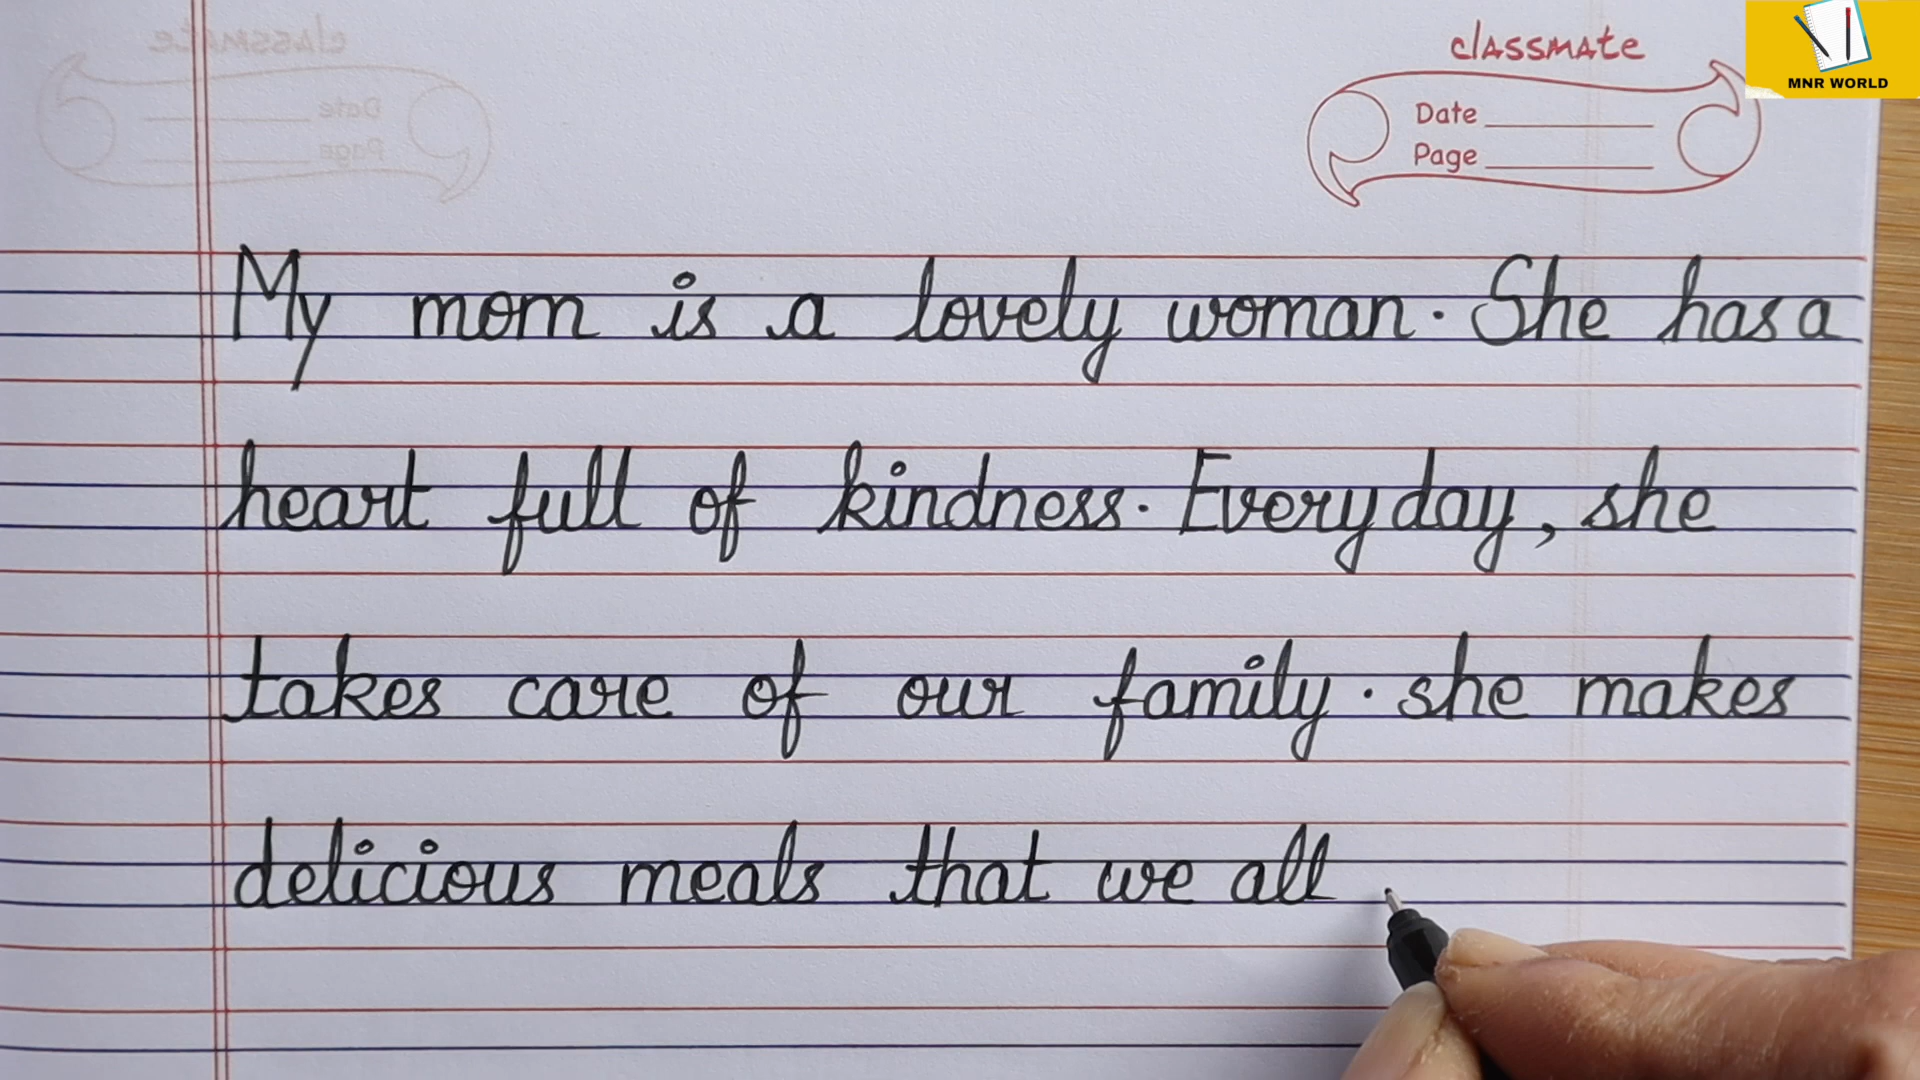 classmate
MNR WORLD
Date
Page
My mom is a lovely woman. She has a
heart full of kindness. Everyday, she
takes care of our family. she makes
delicious meals that we all